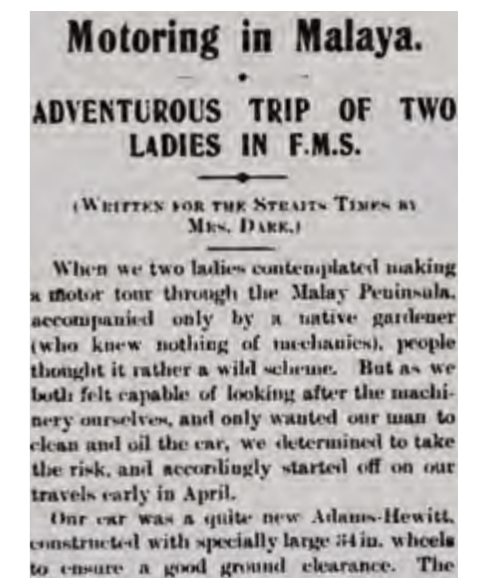 Motoring in Malaya.
ADVENTUROUS TRIP OF TWO
LADIES IN F.M.S.
(WRITTEN FOR THE STRAITS TIMES BY
MRS. DARE.)
When we two ladies contemplated making
a motor tour through the Malay Peninsula,
accompanied only by a native gardener
(who knew nothing of mechanics), people
thought it rather a wild scheme. But as we
both felt capable of looking after the machi-
nery ourselves, and only wanted our man to
clean and oil the car, we determined to take
the risk, and accordingly started off on our
travels early in April.
Our car was a quite new Adams-Hewitt,
constructed with specially large 34 in. wheels
to ensure a good ground clearance. The